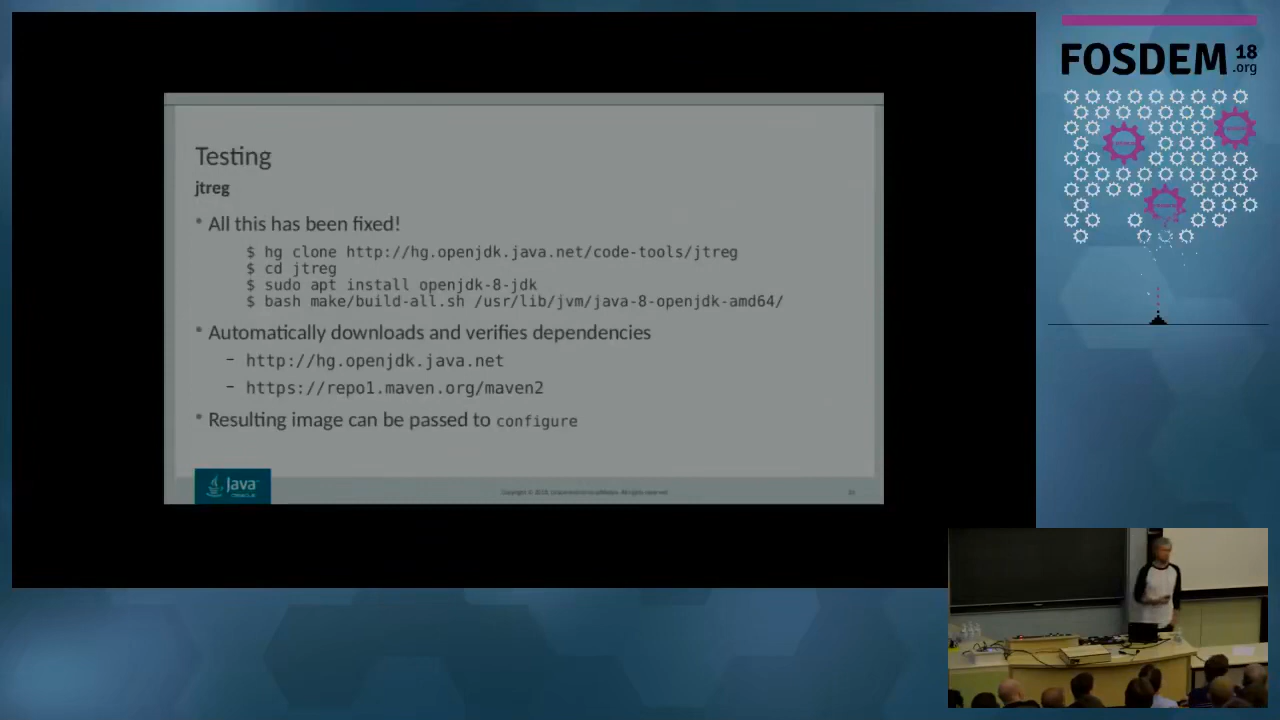 FOSDEM 18
.org
Testing
jtreg
• All this has been fixed!
$ hg clone http://hg.openjdk.java.net/code-tools/jtreg
$ cd jtreg
$ sudo apt install openjdk-8-jdk
$ bash make/build-all.sh /usr/lib/jvm/java-8-openjdk-amd64/
• Automatically downloads and verifies dependencies
– http://hg.openjdk.java.net
– https://repo1.maven.org/maven2
• Resulting image can be passed to configure
Java
ORACLE